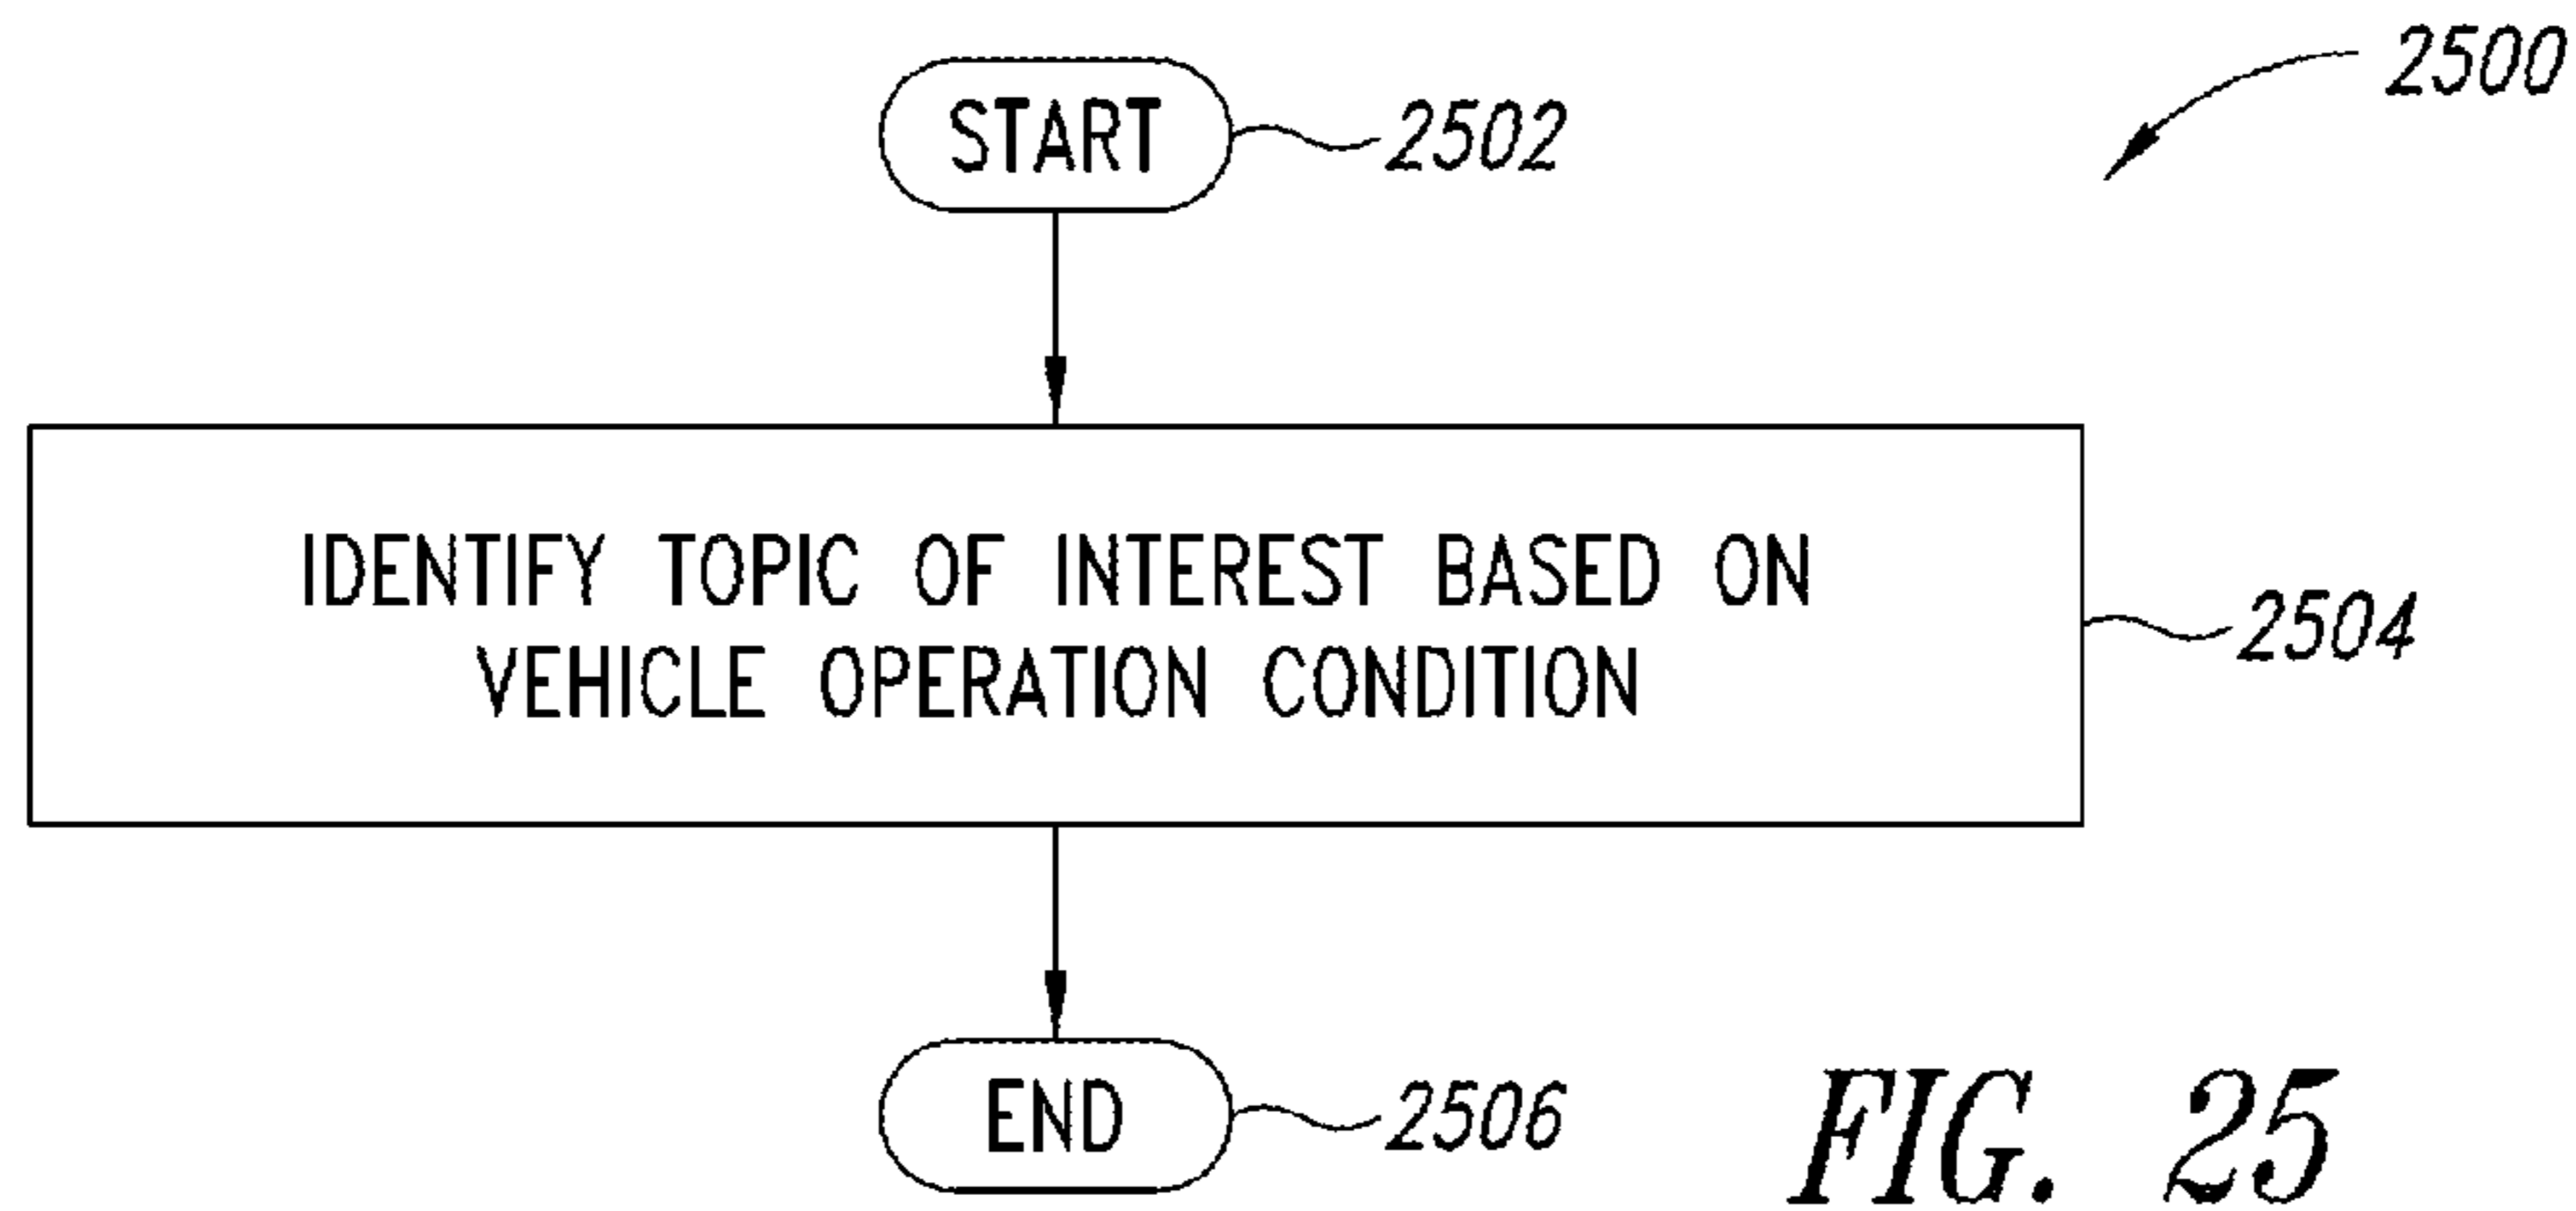 2500
START
2502
IDENTIFY TOPIC OF INTEREST BASED ON
VEHICLE OPERATION CONDITION
2504
END
2506
FIG. 25